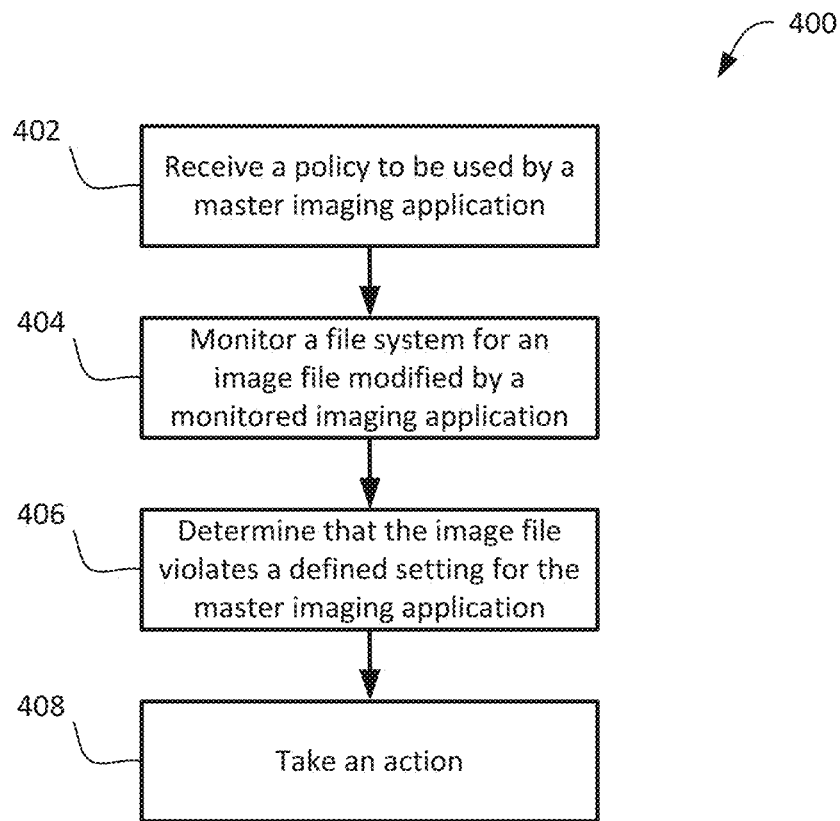 400
402
Receive a policy to be used by a
master imaging application
404
Monitor a file system for an
image file modified by a
monitored imaging application
406
Determine that the image file
violates a defined setting for the
master imaging application
408
Take an action